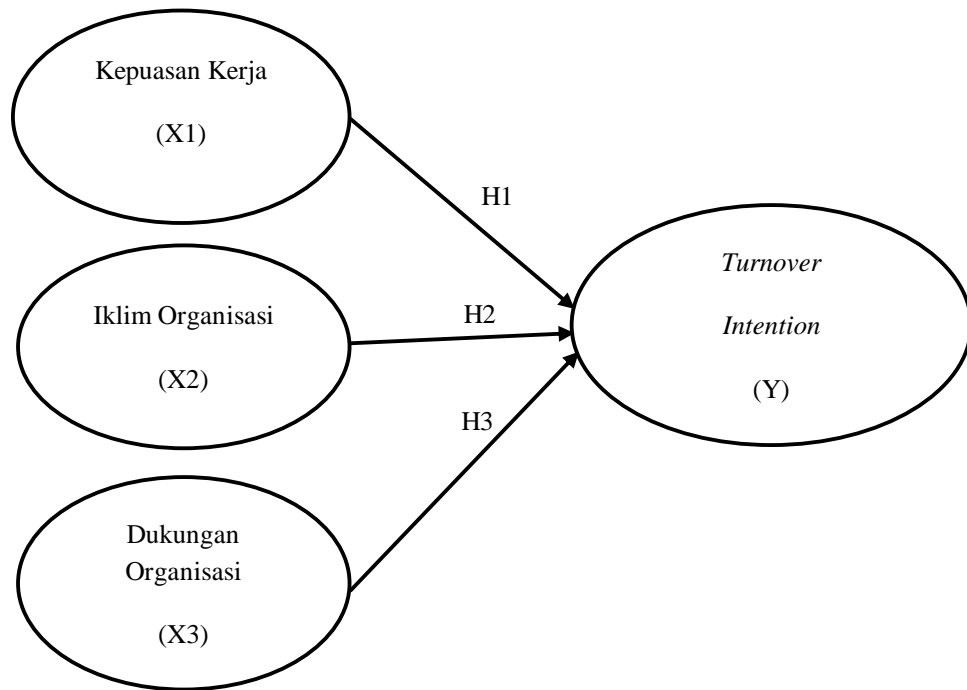 Kepuasan Kerja
(X1)
H1
Turnover
Intention
(Y)
Iklim Organisasi
(X2)
H2
H3
Dukungan
Organisasi
(X3)